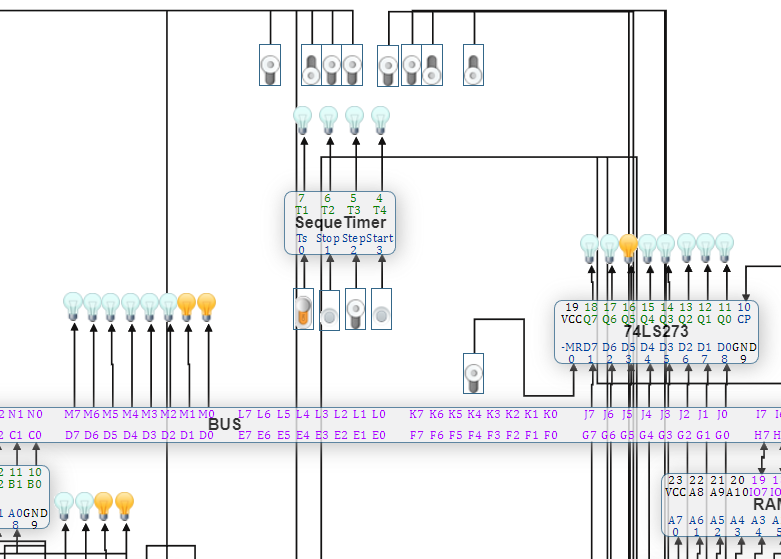 7 6 5 4
T1 T2 T3 T4
SequeTimer
Ts Stop Step Start
0 1 2 3
19 18 17 16 15 14 13 12 11 10
VCC Q7 Q6 Q5 Q4 Q3 Q2 Q1 Q0 CP
74LS273
-MR D7 D6 D5 D4 D3 D2 D1 D0 GND
0 1 2 3 4 5 6 7 8 9
2 N1 N0 M7 M6 M5 M4 M3 M2 M1 M0 L7 L6 L5 L4 L3 L2 L1 L0 K7 K6 K5 K4 K3 K2 K1 K0 J7 J6 J5 J4 J3 J2 J1 J0 I7 I
BUS
2 C1 C0 D7 D6 D5 D4 D3 D2 D1 D0 E7 E6 E5 E4 E3 E2 E1 E0 F7 F6 F5 F4 F3 F2 F1 F0 G7 G6 G5 G4 G3 G2 G1 G0 H7 H
2 11 10
2 B1 B0
1 A0 GND
8 9
23 22 21 20 19 1
VCC A8 A9 A10 IO7 IO
RAM
A7 A6 A5 A4 A3 A
0 1 2 3 4 5